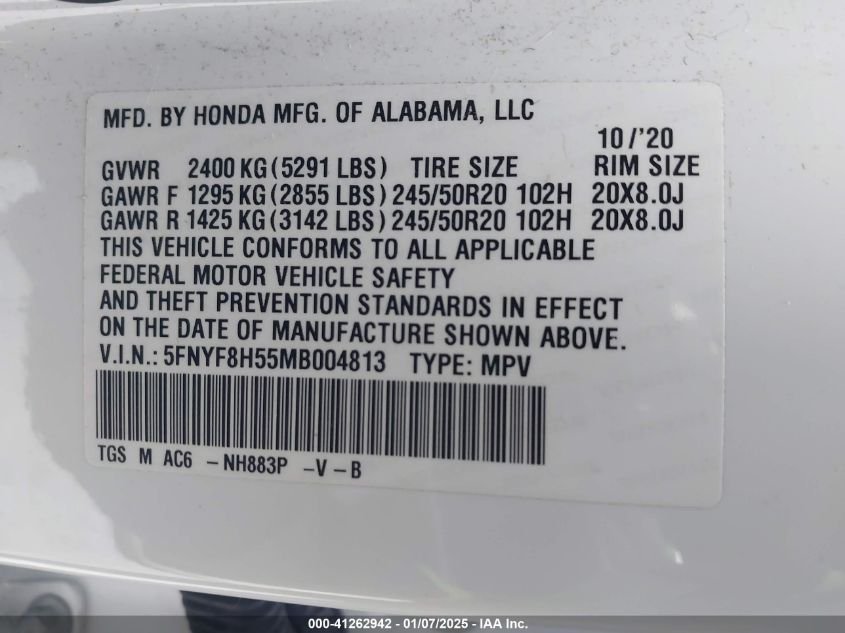 MFD. BY HONDA MFG. OF ALABAMA, LLC
10/'20
GVWR 2400 KG (5291 LBS) TIRE SIZE RIM SIZE
GAWR F 1295 KG (2855 LBS) 245/50R20 102H 20X8.0J
GAWR R 1425 KG (3142 LBS) 245/50R20 102H 20X8.0J
THIS VEHICLE CONFORMS TO ALL APPLICABLE
FEDERAL MOTOR VEHICLE SAFETY
AND THEFT PREVENTION STANDARDS IN EFFECT
ON THE DATE OF MANUFACTURE SHOWN ABOVE.
V.I.N.: 5FNYF8H55MB004813 TYPE: MPV
TGS M AC6 -NH883P -V-B
000-41262942 - 01/07/2025 - IAA Inc.